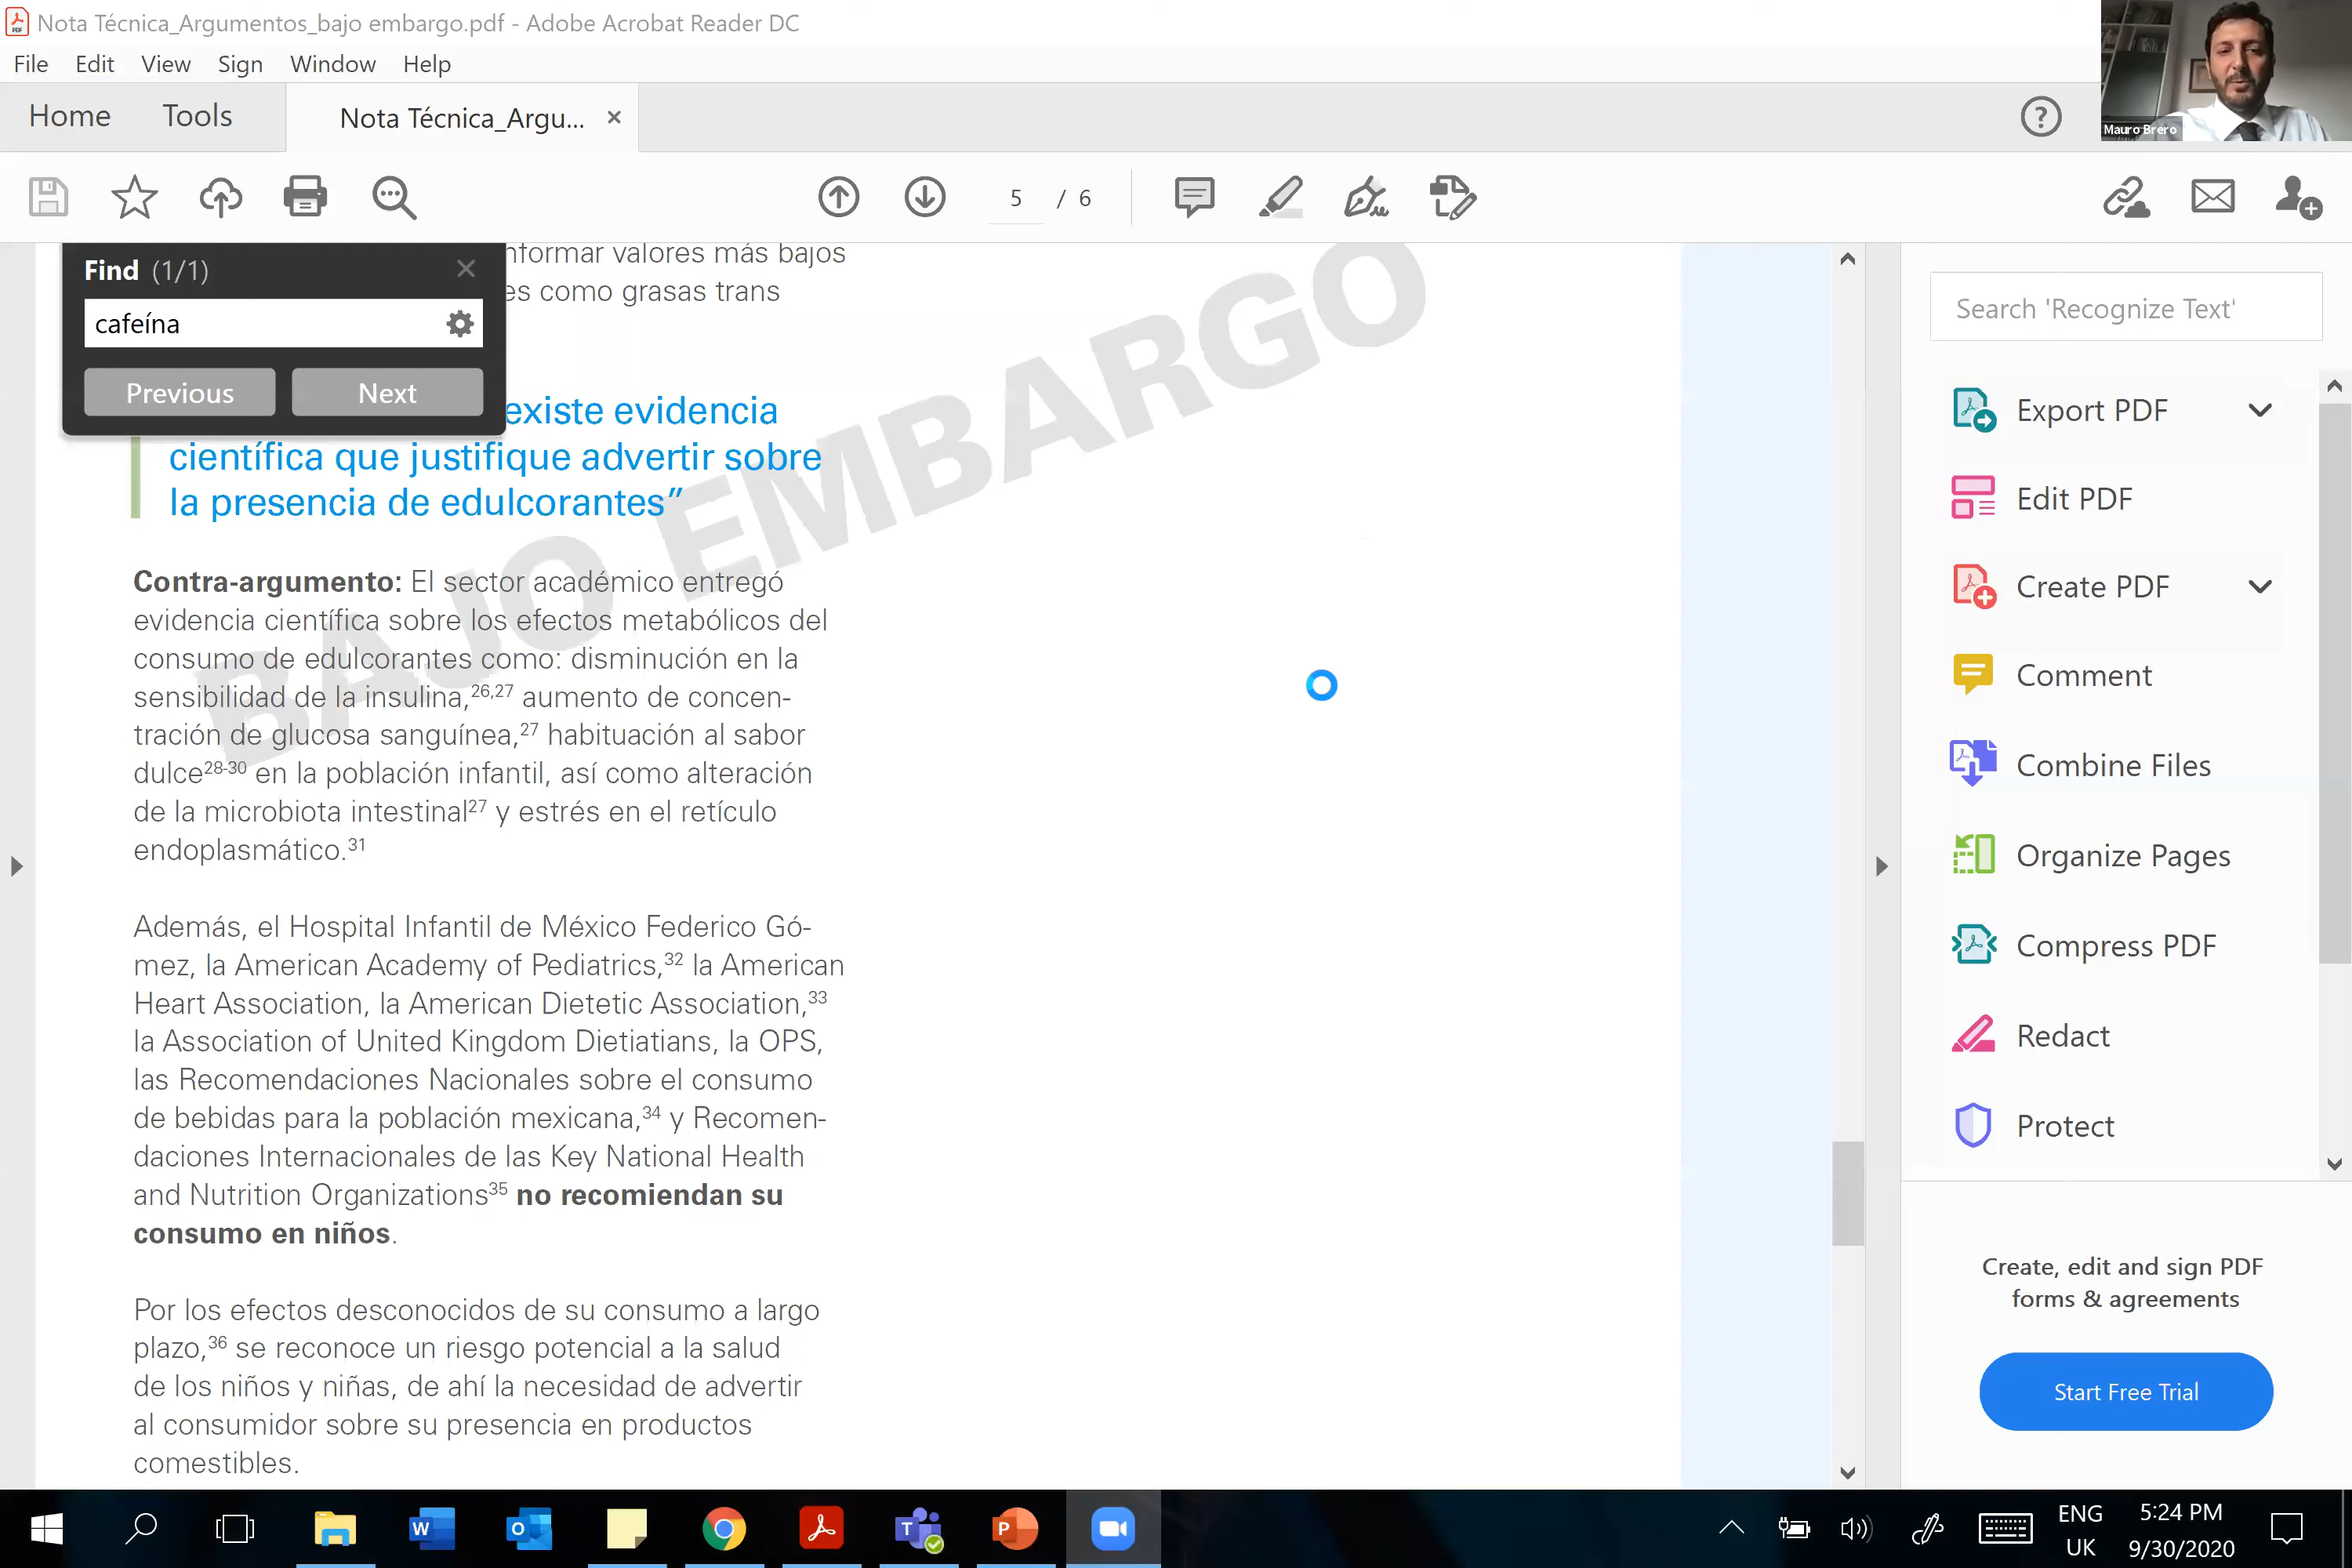 Nota Técnica_Argumentos_bajo embargo.pdf - Adobe Acrobat Reader DC
File Edit View Sign Window Help
Home Tools Nota Técnica_Argu... ×
Mauro Brero
5 / 6
Find (1/1)
cafeína
Previous Next
nformar valores más bajos
es como grasas trans
existe evidencia
científica que justifique advertir sobre
la presencia de edulcorantes”
BAJO EMBARGO
Contra-argumento: El sector académico entregó
evidencia científica sobre los efectos metabólicos del
consumo de edulcorantes como: disminución en la
sensibilidad de la insulina,26,27 aumento de concen-
tración de glucosa sanguínea,27 habituación al sabor
dulce28-30 en la población infantil, así como alteración
de la microbiota intestinal27 y estrés en el retículo
endoplasmático.31
Además, el Hospital Infantil de México Federico Gó-
mez, la American Academy of Pediatrics,32 la American
Heart Association, la American Dietetic Association,33
la Association of United Kingdom Dietiatians, la OPS,
las Recomendaciones Nacionales sobre el consumo
de bebidas para la población mexicana,34 y Recomen-
daciones Internacionales de las Key National Health
and Nutrition Organizations35 no recomiendan su
consumo en niños.
Por los efectos desconocidos de su consumo a largo
plazo,36 se reconoce un riesgo potencial a la salud
de los niños y niñas, de ahí la necesidad de advertir
al consumidor sobre su presencia en productos
comestibles.
Search 'Recognize Text'
Export PDF
Edit PDF
Create PDF
Comment
Combine Files
Organize Pages
Compress PDF
Redact
Protect
Create, edit and sign PDF
forms & agreements
Start Free Trial
ENG
UK
5:24 PM
9/30/2020